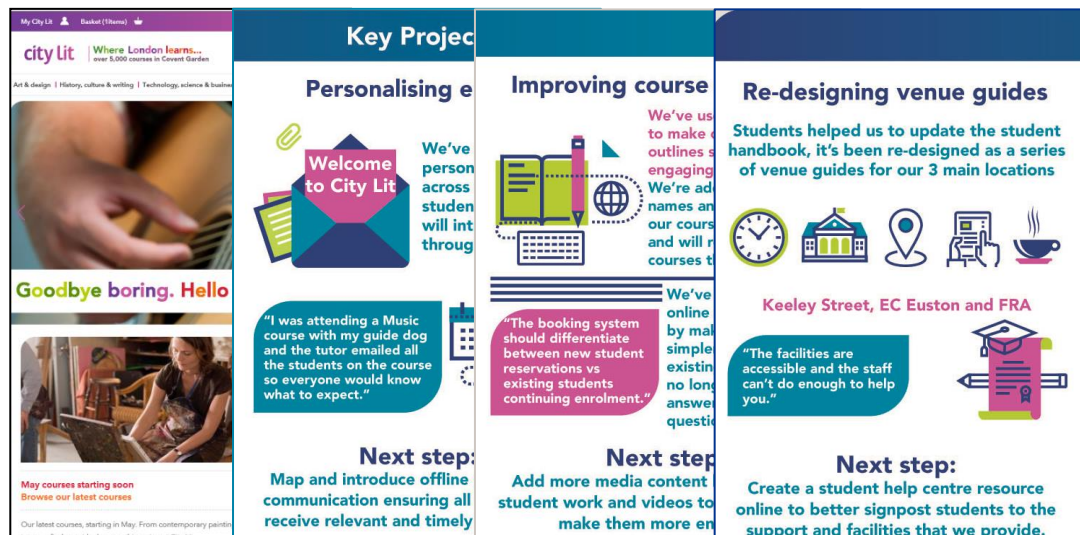 My City Lit Basket (1Items)
city lit
Where London learns...
over 5,000 courses in Covent Garden
Art & design | History, culture & writing | Technology, science & busine
Goodbye boring. Hello
May courses starting soon
Browse our latest courses
Our latest courses, starting in May. From contemporary paintin
Key Projec
Personalising e
Welcome
to City Lit
We've
person
across
studen
will int
throug
"I was attending a Music
course with my guide dog
and the tutor emailed all
the students on the course
so everyone would know
what to expect."
Next step:
Map and introduce offline
communication ensuring all
receive relevant and timely
Improving course
We've us
to make
outlines s
engaging
We're ad
names an
our cours
and will r
courses t
We've
online
by mak
simple
existin
no long
answer
questi
"The booking system
should differentiate
between new student
reservations vs
existing students
continuing enrolment."
Next step
Add more media content
student work and videos to
make them more en
Re-designing venue guides
Students helped us to update the student
handbook, it's been re-designed as a series
of venue guides for our 3 main locations
Keeley Street, EC Euston and FRA
"The facilities are
accessible and the staff
can't do enough to help
you."
Next step:
Create a student help centre resource
online to better signpost students to the
support and facilities that we provide.